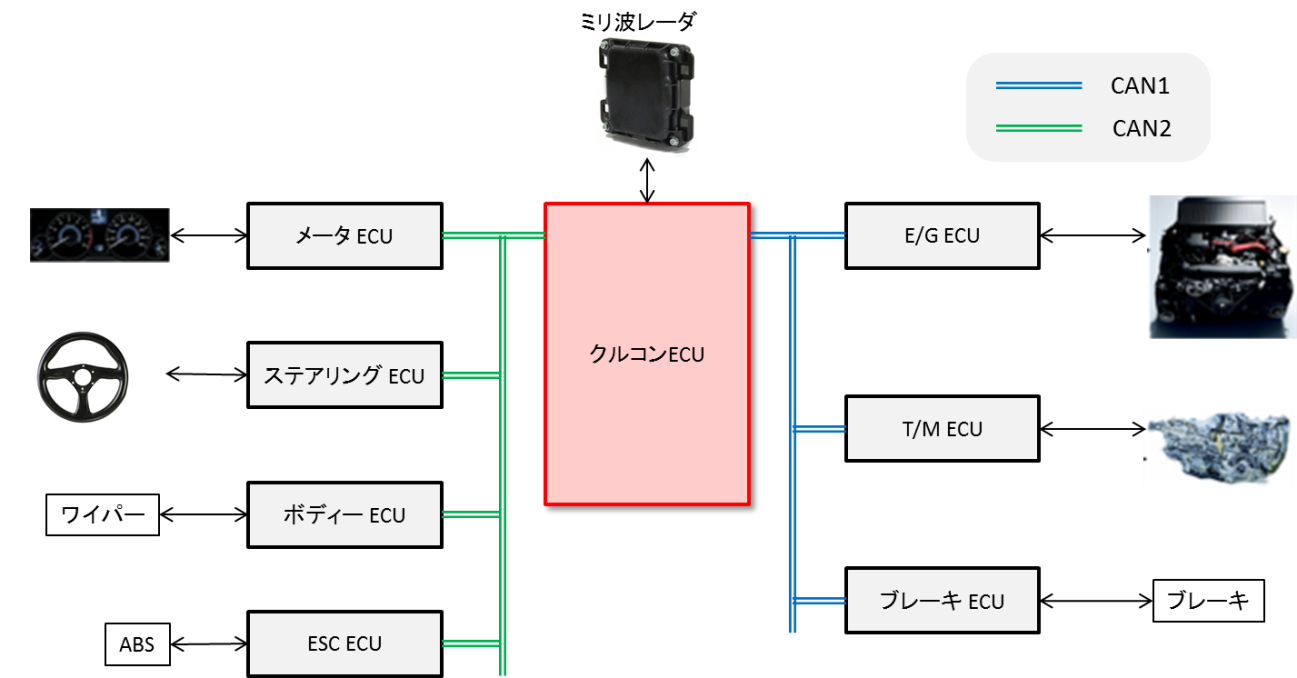 ミリ波レーダ
CAN1
CAN2
メータ ECU
E/G ECU
クルコンECU
ステアリング ECU
T/M ECU
ワイパー
ボディー ECU
ブレーキ ECU
ブレーキ
ABS
ESC ECU